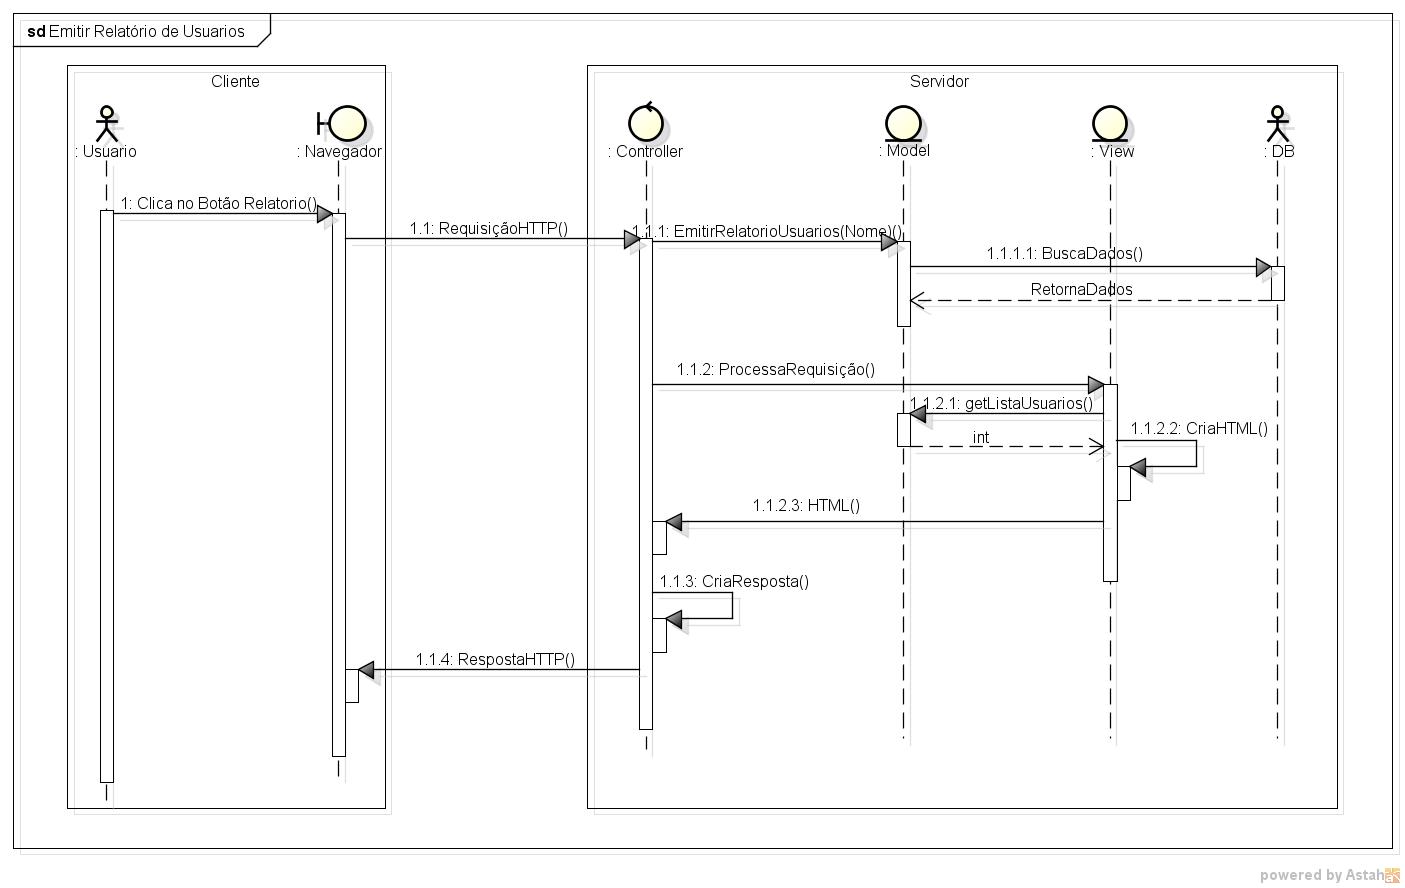 sd Emitir Relatório de Usuarios
Cliente
Servidor
: Usuario
: Navegador
: Controller
: Model
: View
: DB
1: Clica no Botão Relatorio()
1.1: RequisiçãoHTTP()
1.1.1: EmitirRelatorioUsuarios(Nome)()
1.1.1.1: BuscaDados()
RetornaDados
1.1.2: ProcessaRequisição()
1.1.2.1: getListaUsuarios()
int
1.1.2.2: CriaHTML()
1.1.2.3: HTML()
1.1.3: CriaResposta()
1.1.4: RespostaHTTP()
powered by Astah